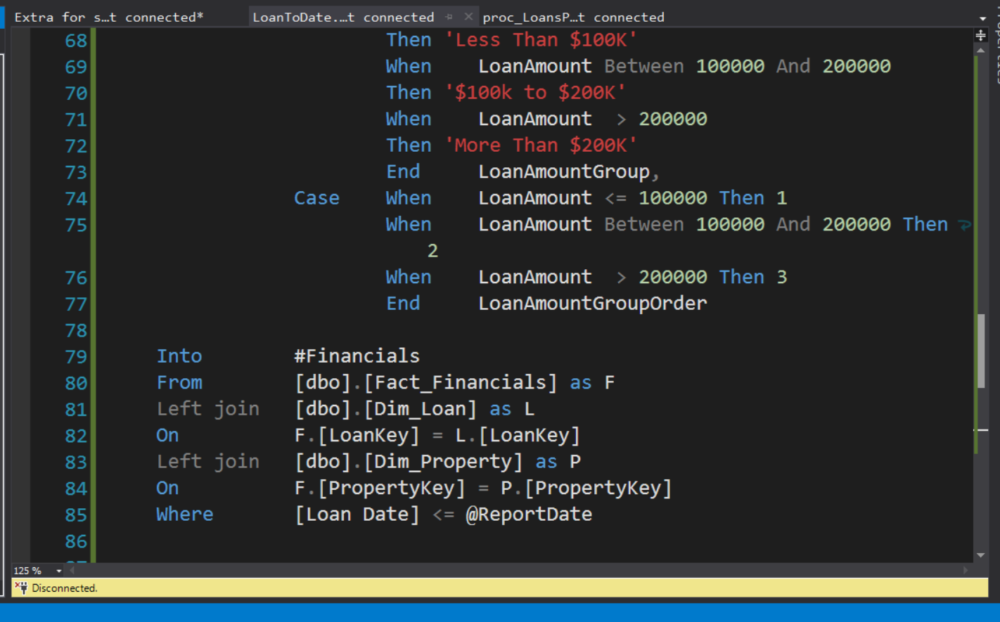 Extra for s…t connected* LoanToDate.…t connected proc_LoansP…t connected
68 Then 'Less Than $100K'
69 When LoanAmount Between 100000 And 200000
70 Then '$100k to $200K'
71 When LoanAmount > 200000
72 Then 'More Than $200K'
73 End LoanAmountGroup,
74 Case When LoanAmount <= 100000 Then 1
75 When LoanAmount Between 100000 And 200000 Then
2
76 When LoanAmount > 200000 Then 3
77 End LoanAmountGroupOrder
78
79 Into #Financials
80 From [dbo].[Fact_Financials] as F
81 Left join [dbo].[Dim_Loan] as L
82 On F.[LoanKey] = L.[LoanKey]
83 Left join [dbo].[Dim_Property] as P
84 On F.[PropertyKey] = P.[PropertyKey]
85 Where [Loan Date] <= @ReportDate
86
125 %
Disconnected.